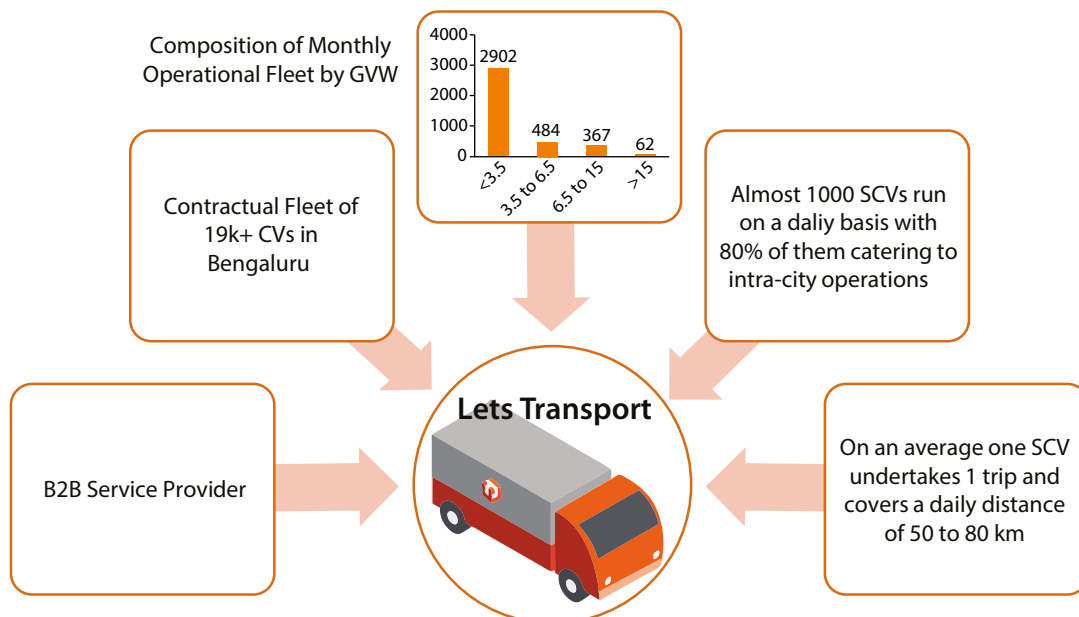 Composition of Monthly
Operational Fleet by GVW
4000
3000
2000
1000
0
2902
484
367
62
<3.5
3.5 to 6.5
6.5 to 15
>15
Contractual Fleet of
19k+ CVs in
Bengaluru
Almost 1000 SCVs run
on a daliy basis with
80% of them catering to
intra-city operations
Lets Transport
B2B Service Provider
On an average one SCV
undertakes 1 trip and
covers a daily distance
of 50 to 80 km